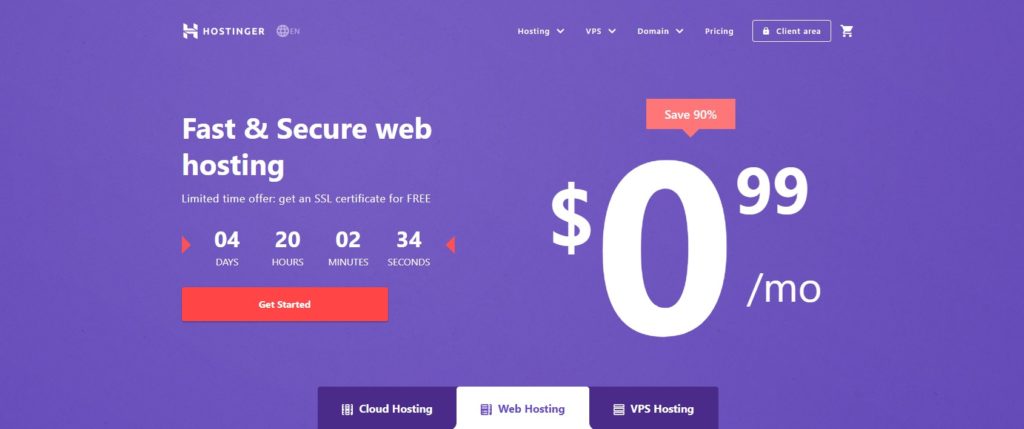 HOSTINGER EN Hosting VPS Domain Pricing Client area
Save 90%
Fast & Secure web
hosting
Limited time offer: get an SSL certificate for FREE
04 20 02 34
DAYS HOURS MINUTES SECONDS
Get Started
$0 99
/mo
Cloud Hosting Web Hosting VPS Hosting